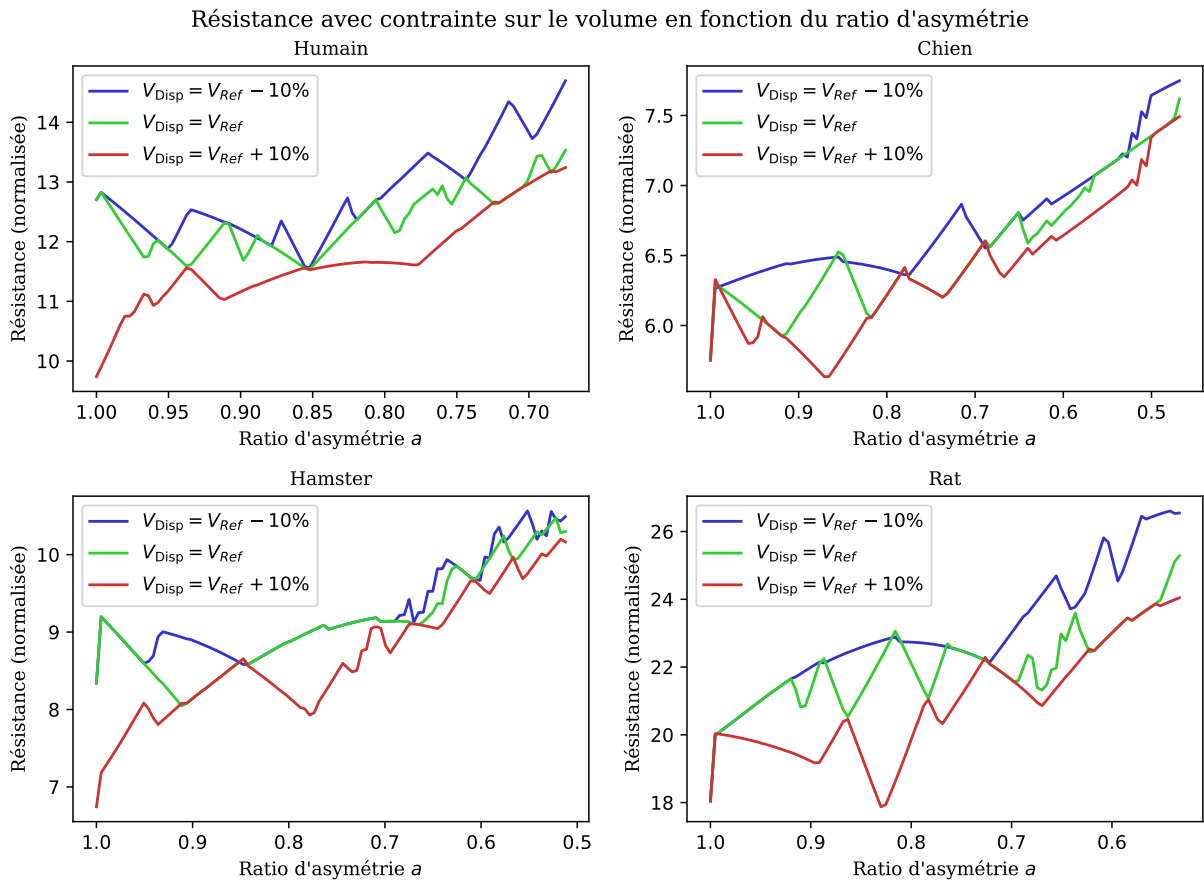 Résistance avec contrainte sur le volume en fonction du ratio d'asymétrie
Humain
Résistance (normalisée)
14
13
12
11
10
V_Disp = V_Ref − 10%
V_Disp = V_Ref
V_Disp = V_Ref + 10%
1.00 0.95 0.90 0.85 0.80 0.75 0.70
Ratio d'asymétrie a
Chien
Résistance (normalisée)
7.5
7.0
6.5
6.0
V_Disp = V_Ref − 10%
V_Disp = V_Ref
V_Disp = V_Ref + 10%
1.0 0.9 0.8 0.7 0.6 0.5
Ratio d'asymétrie a
Hamster
Résistance (normalisée)
10
9
8
7
V_Disp = V_Ref − 10%
V_Disp = V_Ref
V_Disp = V_Ref + 10%
1.0 0.9 0.8 0.7 0.6 0.5
Ratio d'asymétrie a
Rat
Résistance (normalisée)
26
24
22
20
18
V_Disp = V_Ref − 10%
V_Disp = V_Ref
V_Disp = V_Ref + 10%
1.0 0.9 0.8 0.7 0.6
Ratio d'asymétrie a